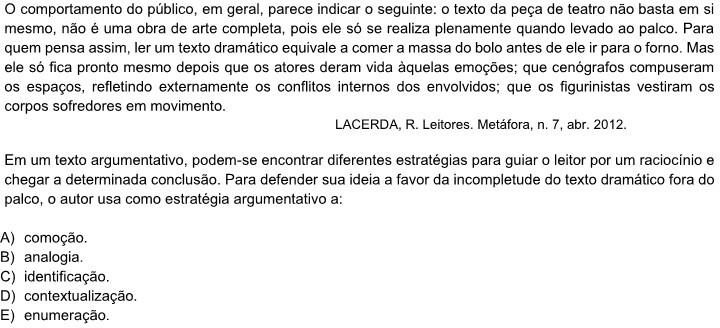 O comportamento do público, em geral, parece indicar o seguinte: o texto da peça de teatro não basta em si
mesmo, não é uma obra de arte completa, pois ele só se realiza plenamente quando levado ao palco. Para
quem pensa assim, ler um texto dramático equivale a comer a massa do bolo antes de ele ir para o forno. Mas
ele só fica pronto mesmo depois que os atores deram vida àquelas emoções; que cenógrafos compuseram
os espaços, refletindo externamente os conflitos internos dos envolvidos; que os figurinistas vestiram os
corpos sofredores em movimento.
LACERDA, R. Leitores. Metáfora, n. 7, abr. 2012.
Em um texto argumentativo, podem-se encontrar diferentes estratégias para guiar o leitor por um raciocínio e
chegar a determinada conclusão. Para defender sua ideia a favor da incompletude do texto dramático fora do
palco, o autor usa como estratégia argumentativo a:
A) comoção.
B) analogia.
C) identificação.
D) contextualização.
E) enumeração.